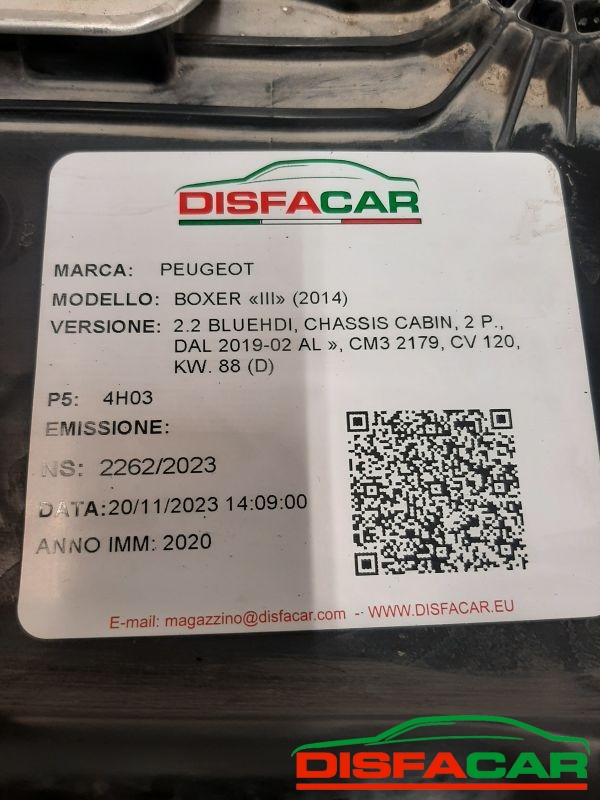 DISFACAR
MARCA: PEUGEOT
MODELLO: BOXER «III» (2014)
VERSIONE: 2.2 BLUEHDI, CHASSIS CABIN, 2 P.,
DAL 2019-02 AL », CM3 2179, CV 120,
KW. 88 (D)
P5: 4H03
EMISSIONE:
NS: 2262/2023
DATA:20/11/2023 14:09:00
ANNO IMM: 2020
E-mail: magazzino@disfacar.com - WWW.DISFACAR.EU
DISFACAR